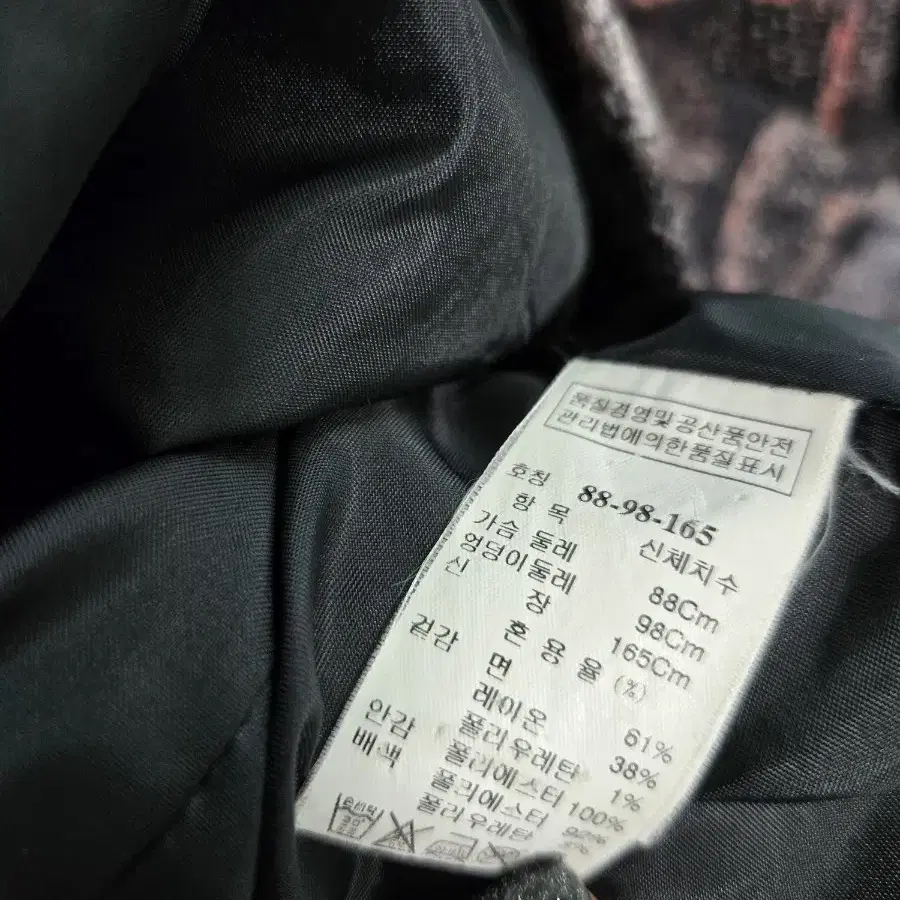 품질경영및공산품안전
관리법에의한품질표시
호칭 88-98-165
항 목 신체치수
가슴 둘레 88Cm
엉덩이둘레 98Cm
신 장 165Cm
혼 용 율 (%)
겉감 면 61%
레이온 38%
폴리우레탄 1%
안감 폴리에스터 100%
배색 폴리에스터 92%
폴리우레탄